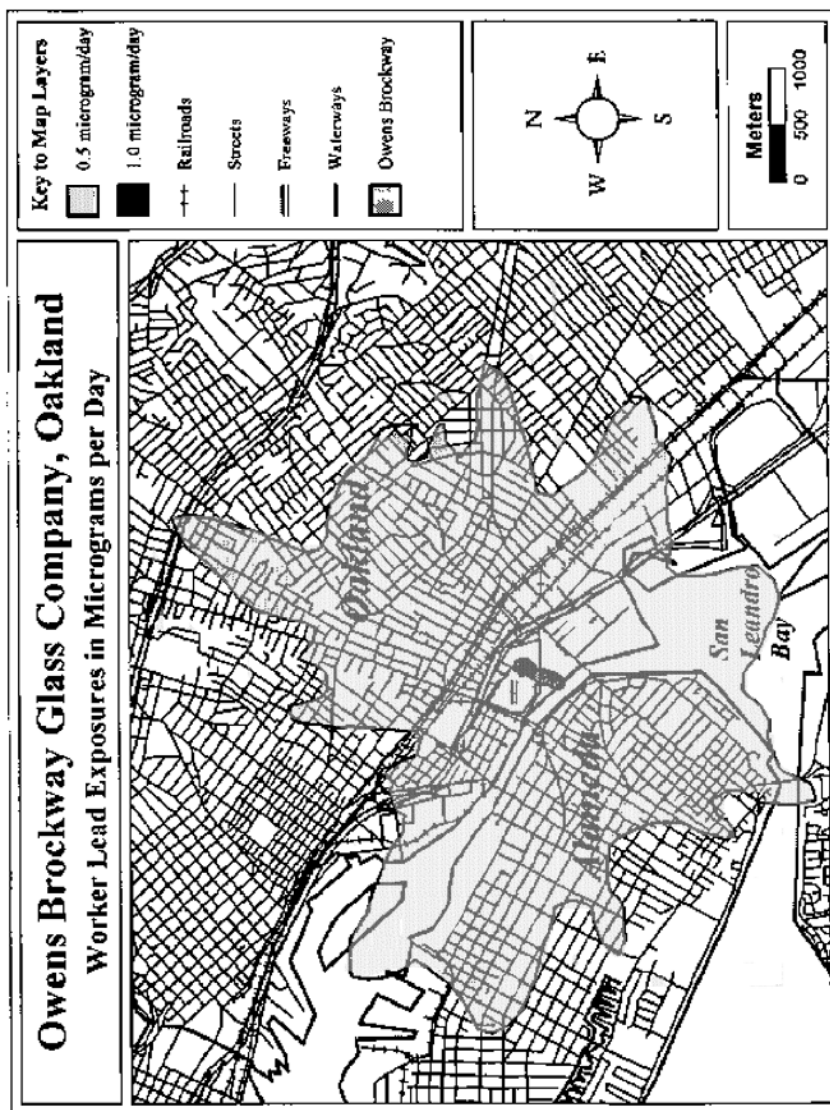 Owens Brockway Glass Company, Oakland
Worker Lead Exposures in Micrograms per Day
Key to Map Layers
0.5 microgram/day
1.0 microgram/day
Railroads
Streets
Freeways
Waterways
Owens Brockway
N
W
E
S
Meters
0 500 1000
Oakland
Alameda
San
Leandro
Bay